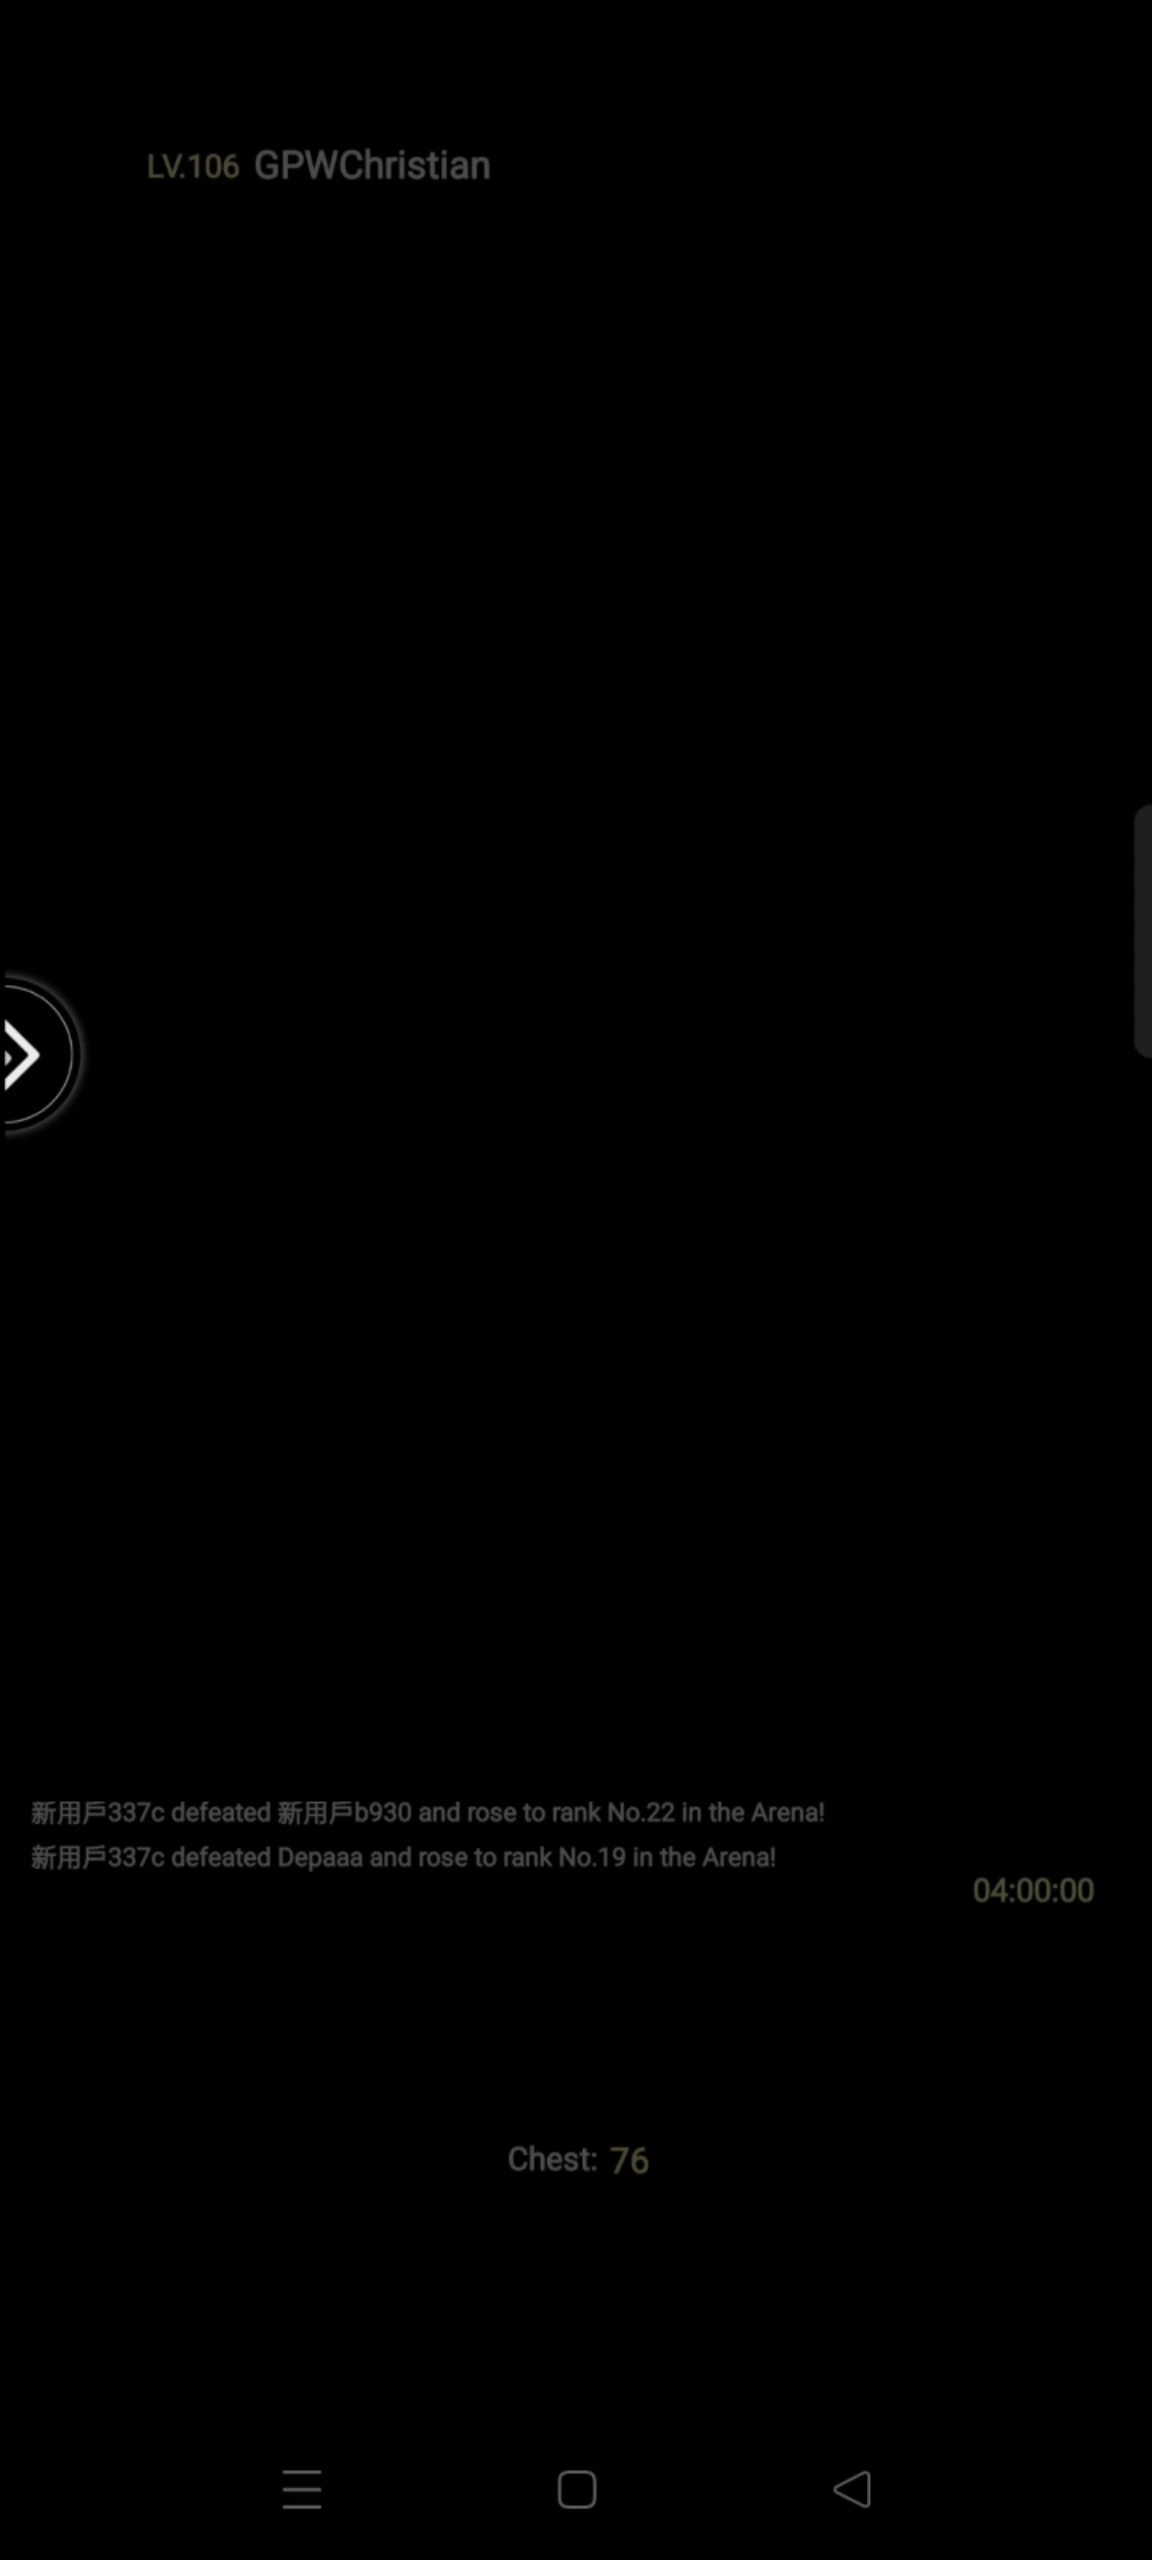 LV.106 GPWChristian
新用戶337c defeated 新用戶b930 and rose to rank No.22 in the Arena!
新用戶337c defeated Depaaa and rose to rank No.19 in the Arena!
04:00:00
Chest: 76